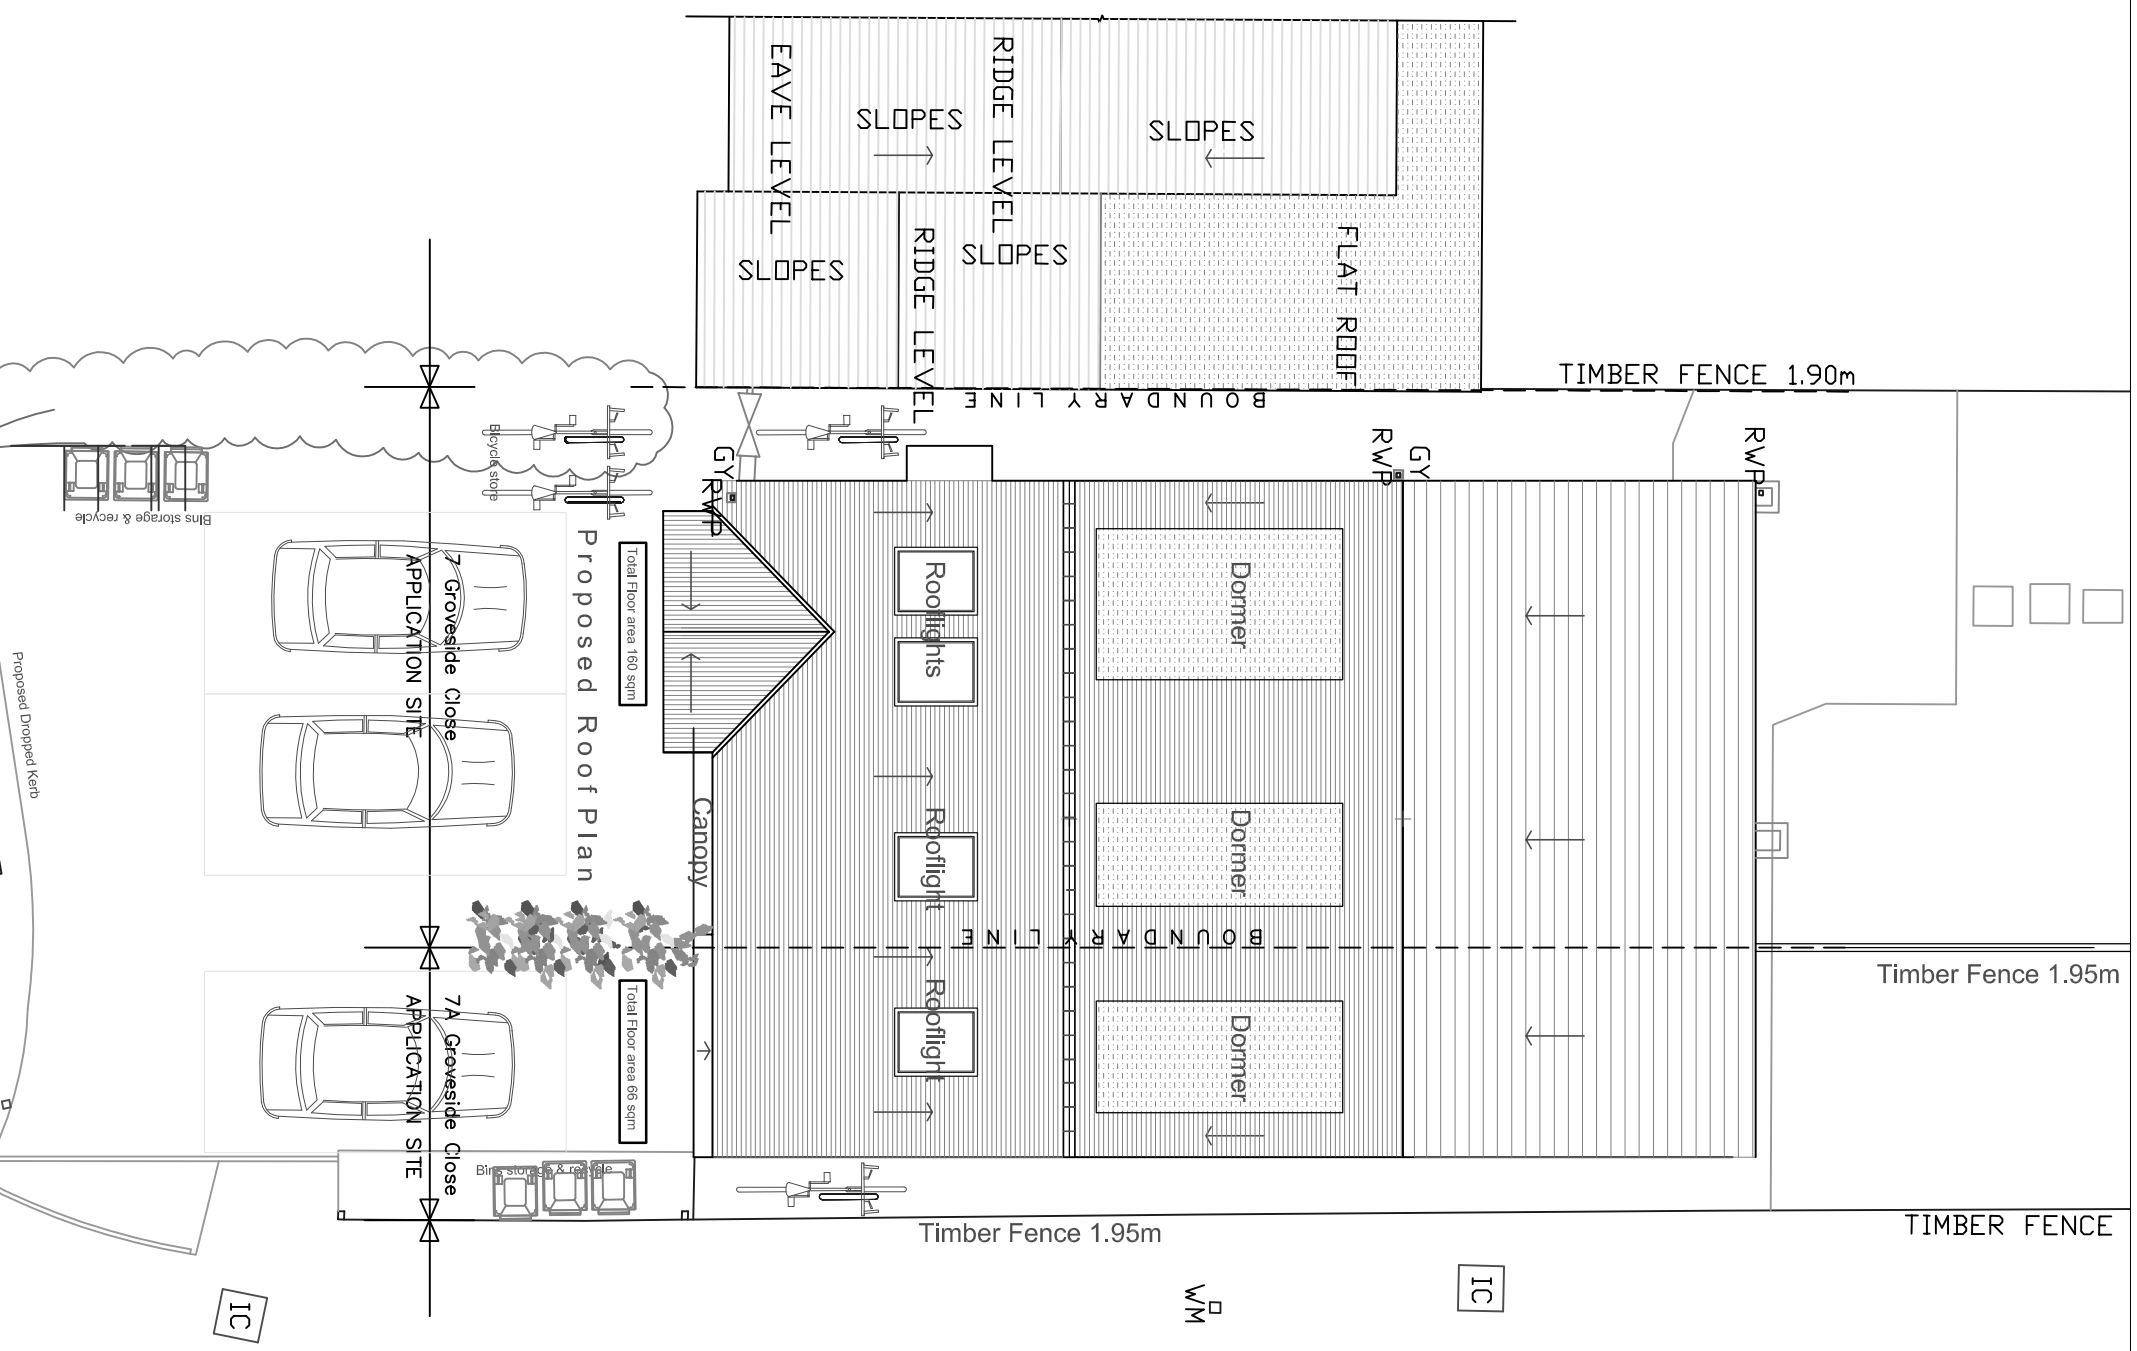 EAVE LEVEL
RIDGE LEVEL
SLOPES
SLOPES
SLOPES
RIDGE LEVEL
SLOPES
FLAT ROOF
TIMBER FENCE 1.90m
BOUNDARY LINE
Bicycle store
GY
RWP
RWP
GY
RWP
Bins storage & recycle
Proposed Dropped Kerb
7 Groveside Close
APPLICATION SITE
Proposed Roof Plan
Total Floor area 160 sqm
Rooflights
Dormer
Canopy
Rooflight
Dormer
BOUNDARY LINE
Timber Fence 1.95m
7A Groveside Close
APPLICATION SITE
Total Floor area 66 sqm
Rooflight
Dormer
Bins storage & recycle
Timber Fence 1.95m
TIMBER FENCE
IC
WM
IC